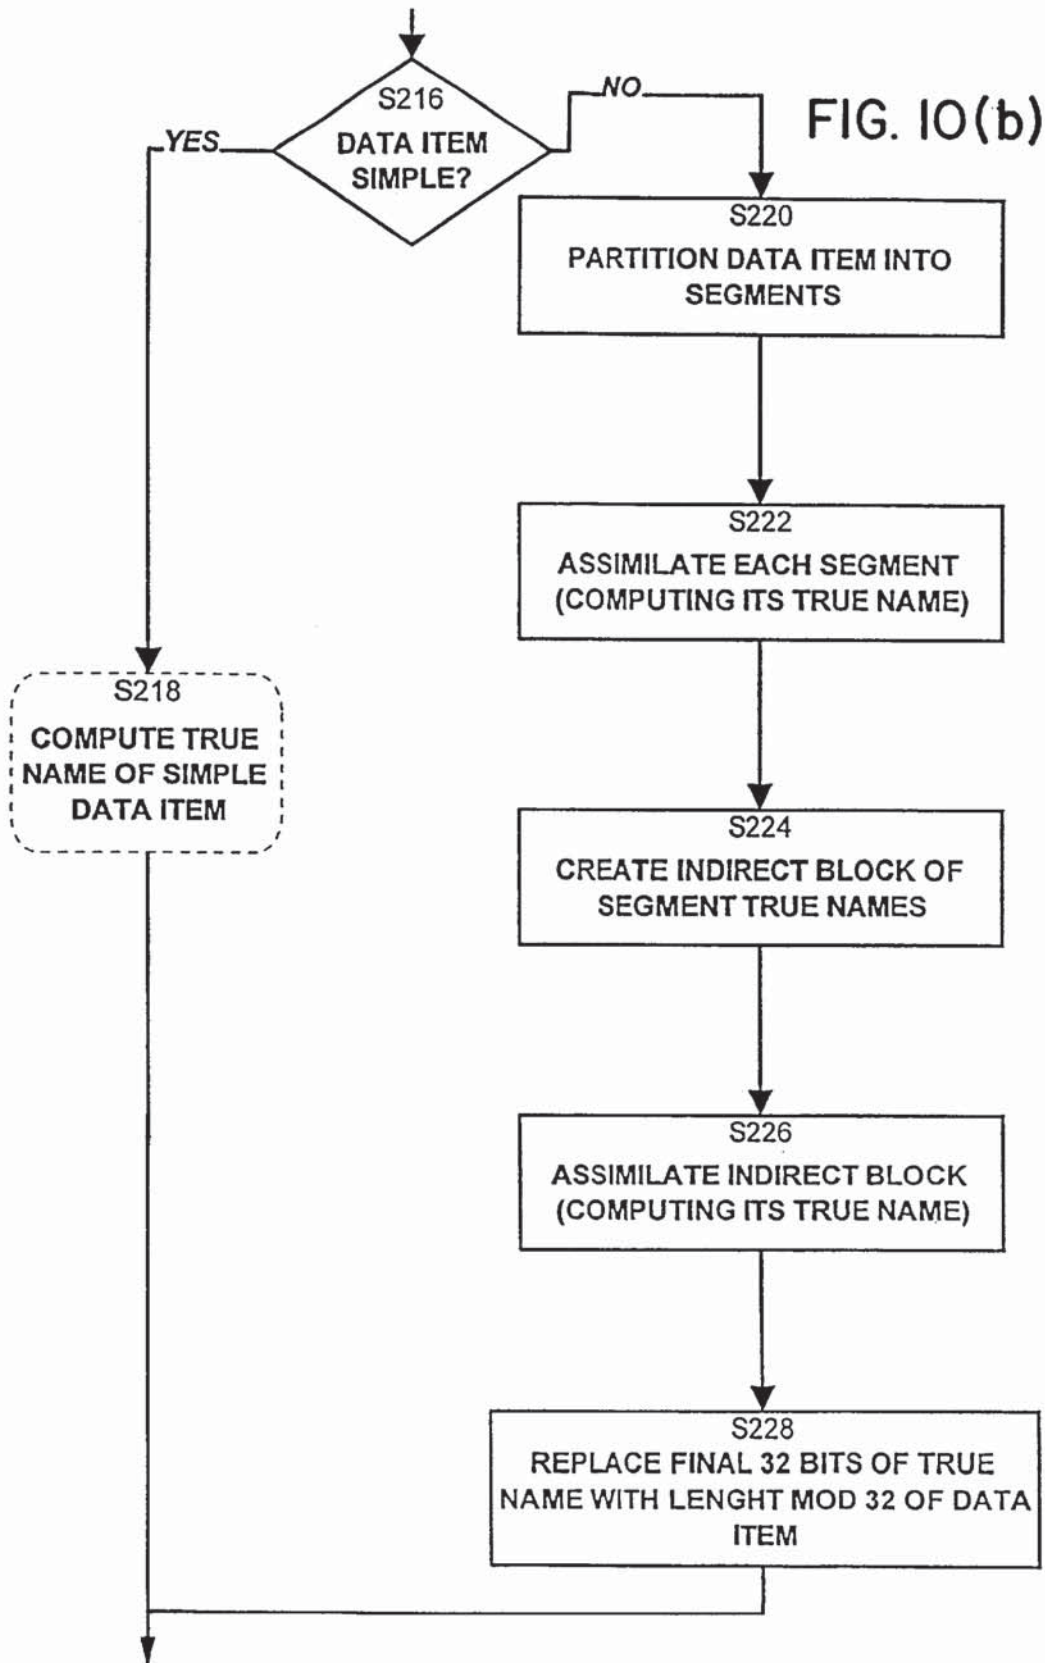 FIG. 10(b)
S216
DATA ITEM
SIMPLE?
YES
NO
S220
PARTITION DATA ITEM INTO
SEGMENTS
S222
ASSIMILATE EACH SEGMENT
(COMPUTING ITS TRUE NAME)
S218
COMPUTE TRUE
NAME OF SIMPLE
DATA ITEM
S224
CREATE INDIRECT BLOCK OF
SEGMENT TRUE NAMES
S226
ASSIMILATE INDIRECT BLOCK
(COMPUTING ITS TRUE NAME)
S228
REPLACE FINAL 32 BITS OF TRUE
NAME WITH LENGHT MOD 32 OF DATA
ITEM